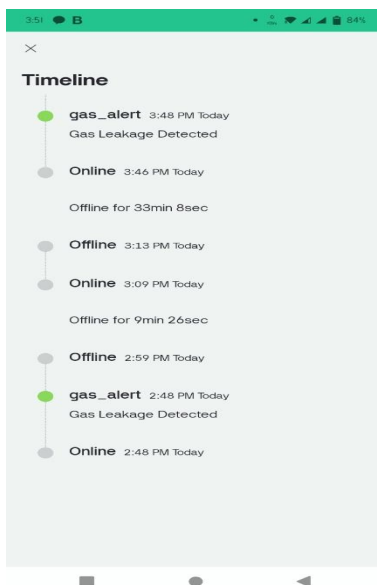 3:51 B 84%
Timeline
gas_alert 3:48 PM Today
Gas Leakage Detected
Online 3:46 PM Today
Offline for 33min 8sec
Offline 3:13 PM Today
Online 3:09 PM Today
Offline for 9min 26sec
Offline 2:59 PM Today
gas_alert 2:48 PM Today
Gas Leakage Detected
Online 2:48 PM Today